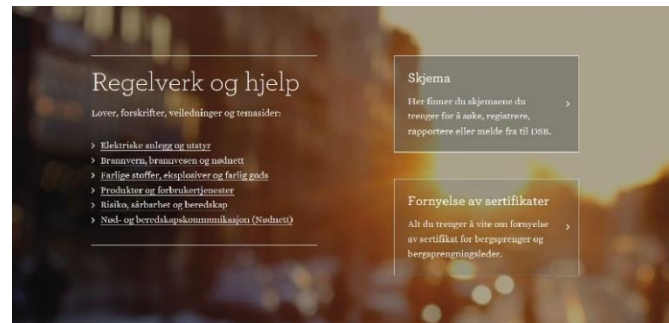 Regelverk og hjelp
Lover, forskrifter, veiledninger og temasider:
> Elektriske anlegg og utstyr
> Brannvern, brannvesen og nødnett
> Farlige stoffer, eksplosiver og farlig gods
> Produkter og forbrukertjenester
> Risiko, sårbarhet og beredskap
> Nød- og beredskapskommunikasjon (Nødnett)
Skjema
Her finner du skjemaene du
trenger for å søke, registrere,
rapportere eller melde fra til DSB.
>
Fornyelse av sertifikater
Alt du trenger å vite om fornyelse
av sertifikat for bergsprenger og
bergsprengningsleder.
>